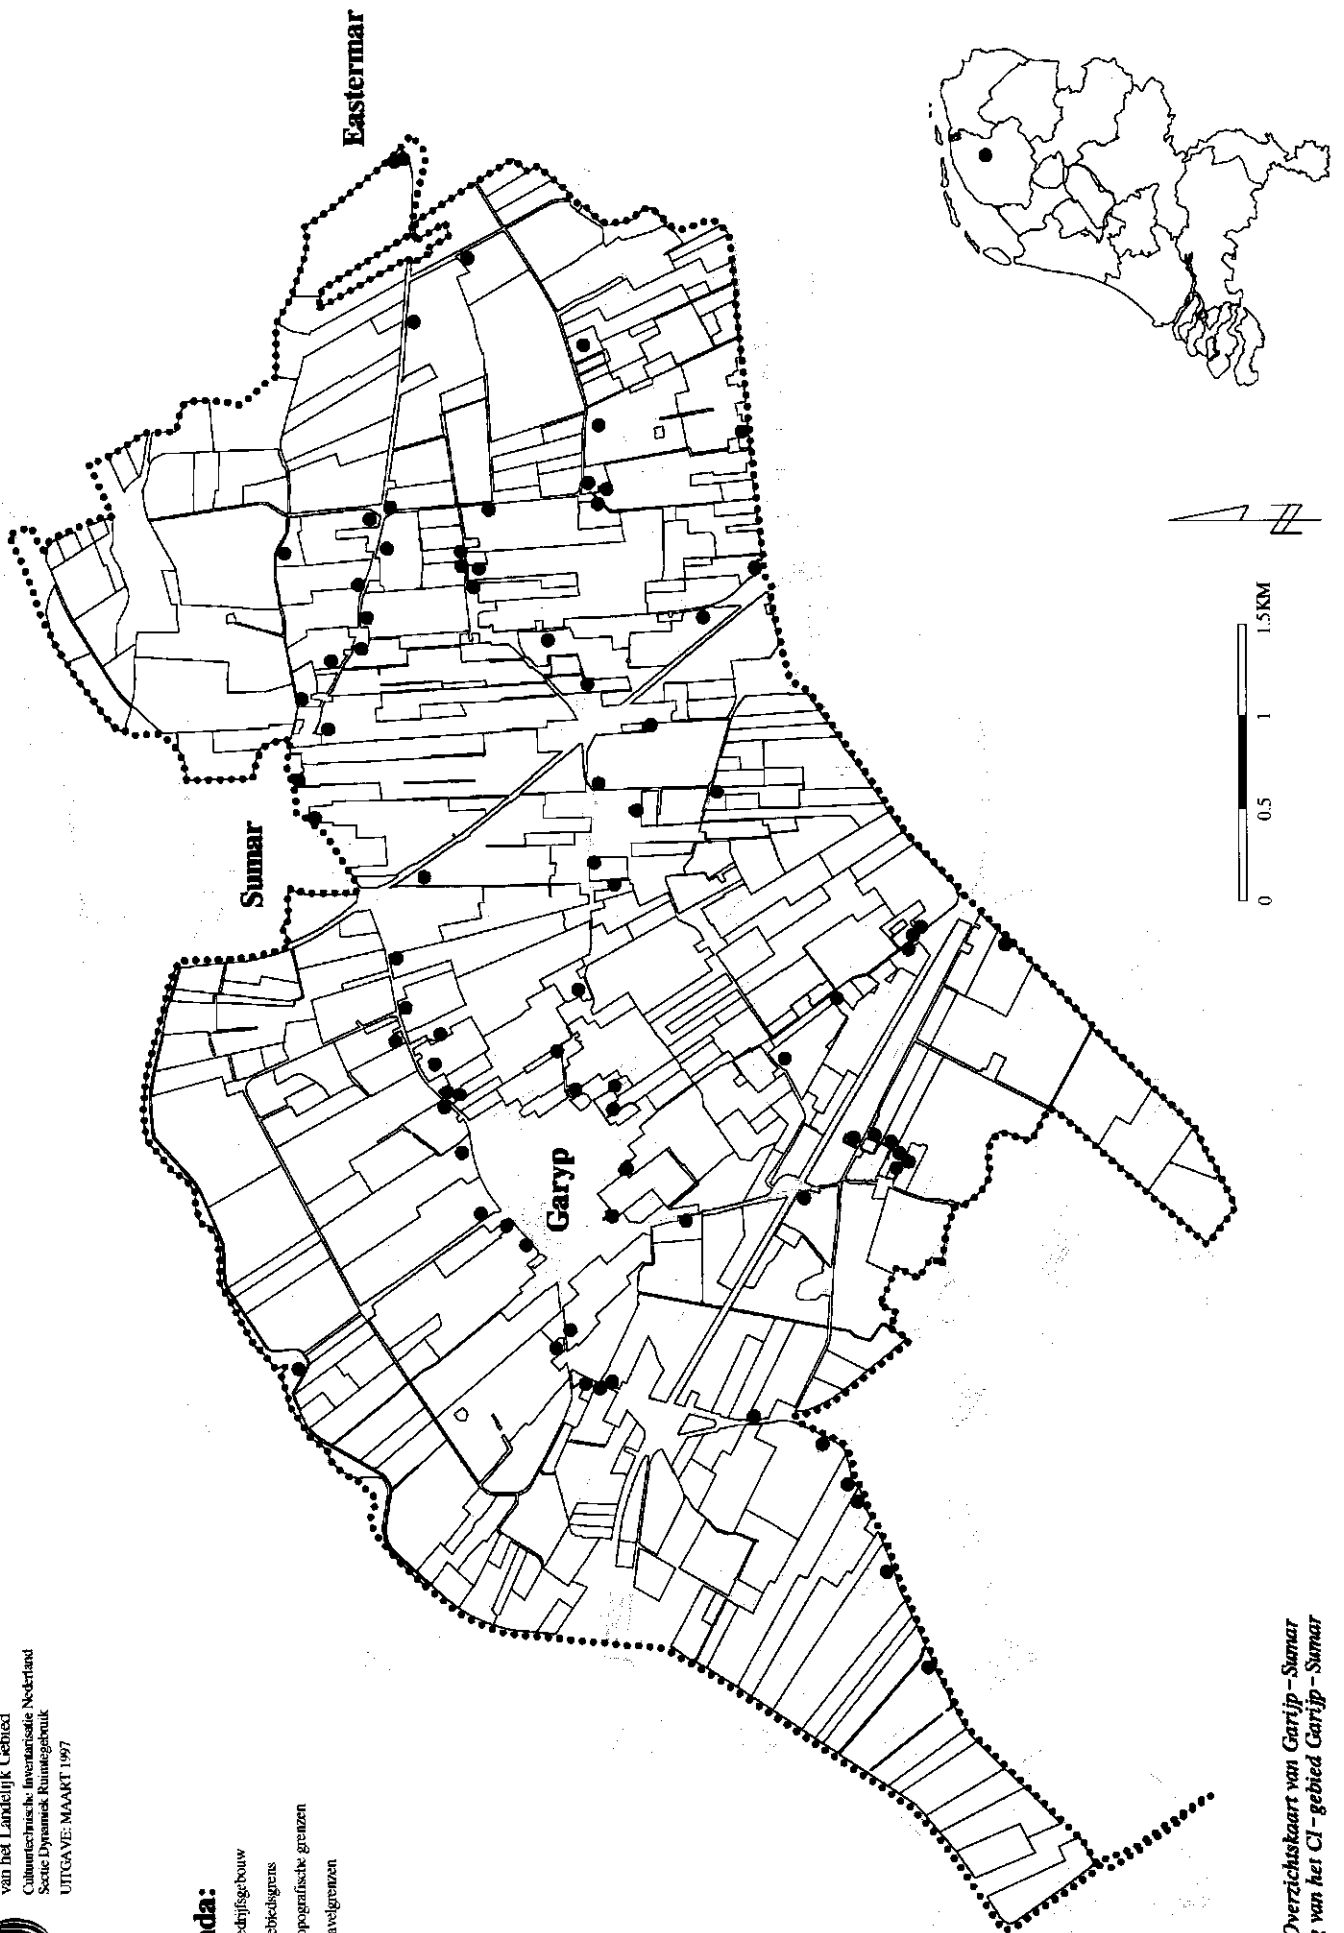 van het Landelijk Gebied
Cultuurtechnische Inventarisatie Nederland
Sectie Dynamiek Ruimtegebruik
UITGAVE: MAART 1997
nda:
edrijfsgebouw
ebiedsgrens
opografische grenzen
avelgrenzen
Eastermar
Sumar
Garyp
0 0.5 1 1.5KM
N
Overzichtskaart van Garijp-Sumar
g van het CI-gebied Garijp-Sumar